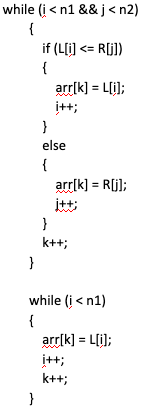 while (i < n1 && j < n2)
{
if (L[i] <= R[j])
{
arr[k] = L[i];
i++;
}
else
{
arr[k] = R[j];
j++;
}
k++;
}
while (i < n1)
{
arr[k] = L[i];
i++;
k++;
}